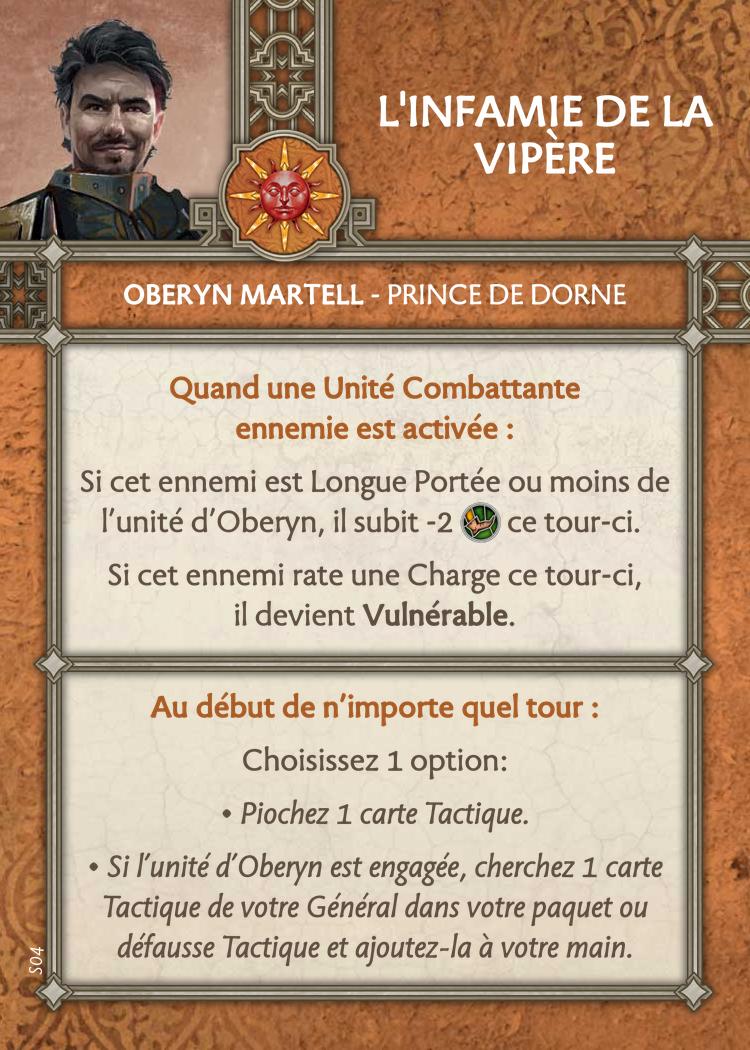 L'INFAMIE DE LA
VIPÈRE
OBERYN MARTELL - PRINCE DE DORNE
Quand une Unité Combattante
ennemie est activée :
Si cet ennemi est Longue Portée ou moins de
l'unité d'Oberyn, il subit -2 ce tour-ci.
Si cet ennemi rate une Charge ce tour-ci,
il devient Vulnérable.
Au début de n'importe quel tour :
Choisissez 1 option:
• Piochez 1 carte Tactique.
• Si l'unité d'Oberyn est engagée, cherchez 1 carte
Tactique de votre Général dans votre paquet ou
défausse Tactique et ajoutez-la à votre main.
S04